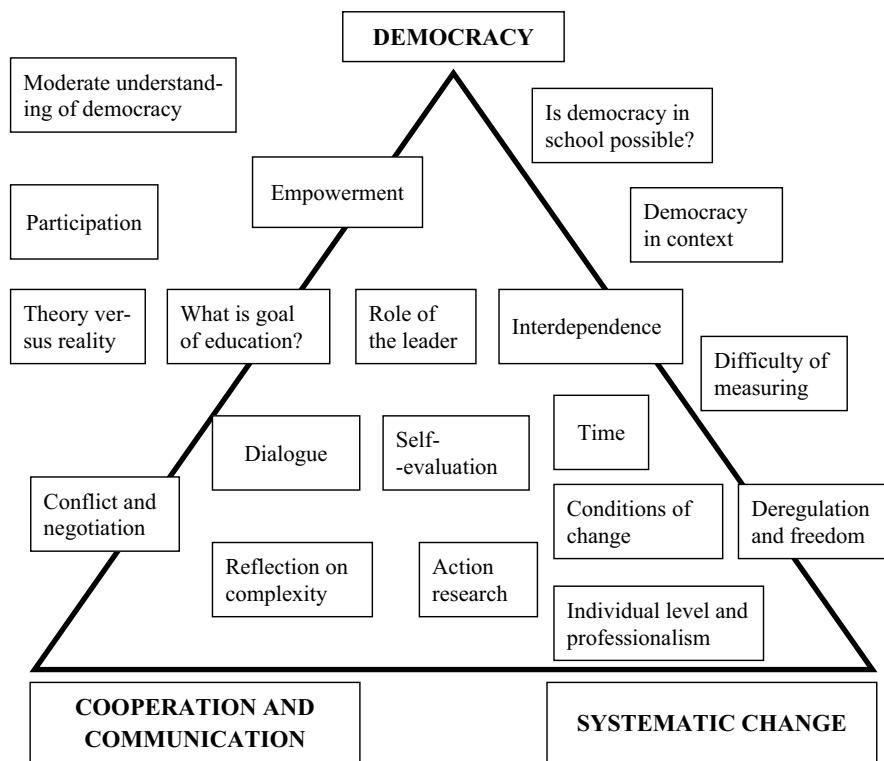 DEMOCRACY
Moderate understand-
ing of democracy
Is democracy in
school possible?
Empowerment
Participation
Democracy
in context
Theory ver-
sus reality
What is goal
of education?
Role of
the leader
Interdependence
Difficulty of
measuring
Dialogue
Self-
-evaluation
Time
Conflict and
negotiation
Conditions of
change
Deregulation
and freedom
Reflection on
complexity
Action
research
Individual level and
professionalism
COOPERATION AND
COMMUNICATION
SYSTEMATIC CHANGE